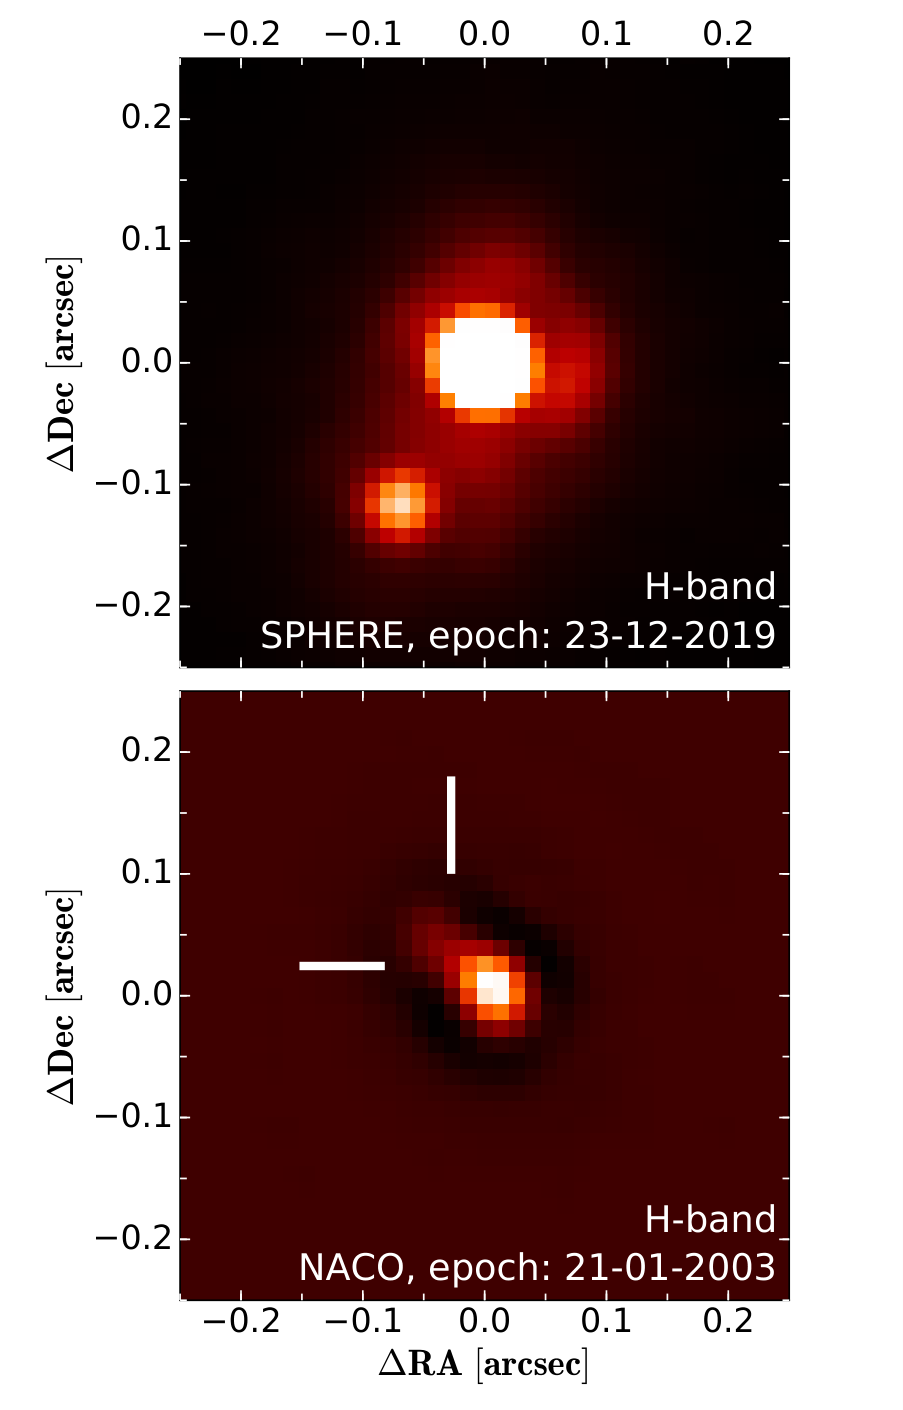 −0.2 −0.1 0.0 0.1 0.2
0.2
0.1
0.0
−0.1
−0.2
ΔDec [arcsec]
H-band
SPHERE, epoch: 23-12-2019
0.2
0.1
0.0
−0.1
−0.2
ΔDec [arcsec]
H-band
NACO, epoch: 21-01-2003
−0.2 −0.1 0.0 0.1 0.2
ΔRA [arcsec]